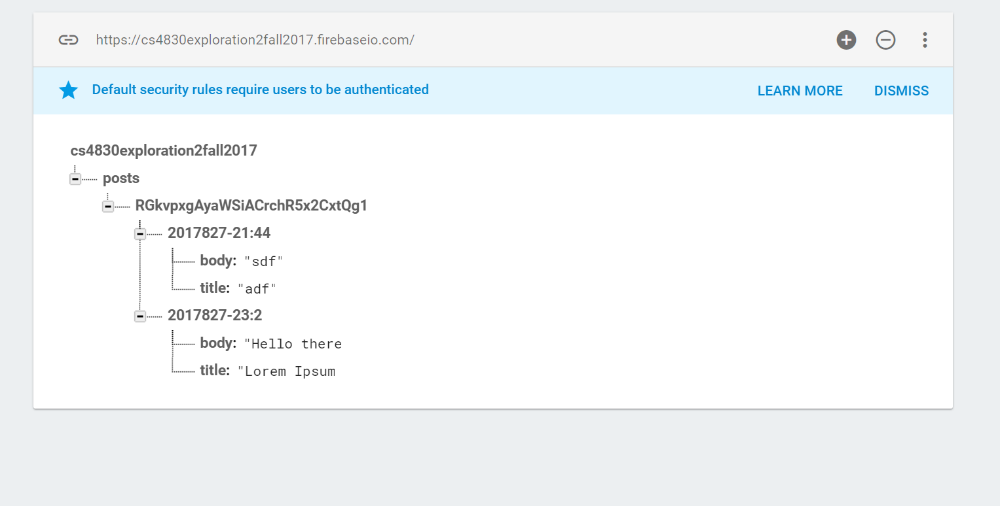 https://cs4830exploration2fall2017.firebaseio.com/
Default security rules require users to be authenticated LEARN MORE DISMISS
cs4830exploration2fall2017
posts
RGkvpxgAyaWSiACrchR5x2CxtQg1
2017827-21:44
body: "sdf"
title: "adf"
2017827-23:2
body: "Hello there
title: "Lorem Ipsum